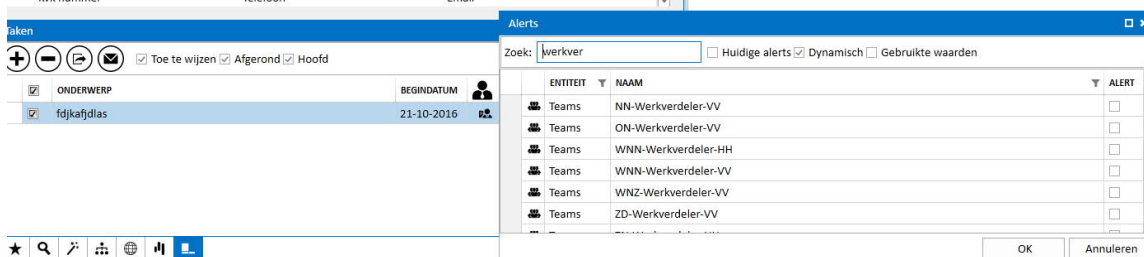 Telefoon
Email
Taken
Toe te wijzen Afgerond Hoofd
ONDERWERP BEGINDATUM
fdjkafjdlas 21-10-2016
Alerts
Zoek: werkver Huidige alerts Dynamisch Gebruikte waarden
ENTITEIT NAAM ALERT
Teams NN-Werkverdeler-VV
Teams ON-Werkverdeler-VV
Teams WNN-Werkverdeler-HH
Teams WNN-Werkverdeler-VV
Teams WNZ-Werkverdeler-VV
Teams ZD-Werkverdeler-VV
OK Annuleren